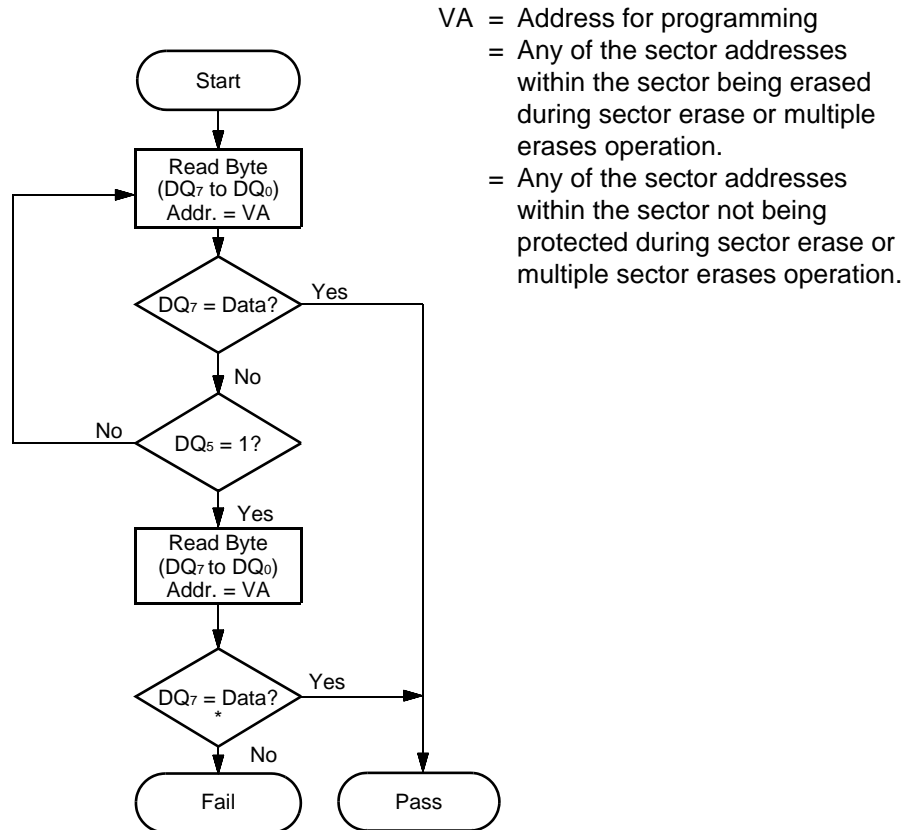 VA = Address for programming
= Any of the sector addresses
within the sector being erased
during sector erase or multiple
erases operation.
= Any of the sector addresses
within the sector not being
protected during sector erase or
multiple sector erases operation.
Start
Read Byte
(DQ7 to DQ0)
Addr. = VA
DQ7 = Data?
Yes
No
DQ5 = 1?
No
Yes
Read Byte
(DQ7 to DQ0)
Addr. = VA
DQ7 = Data?
*
Yes
No
Fail
Pass